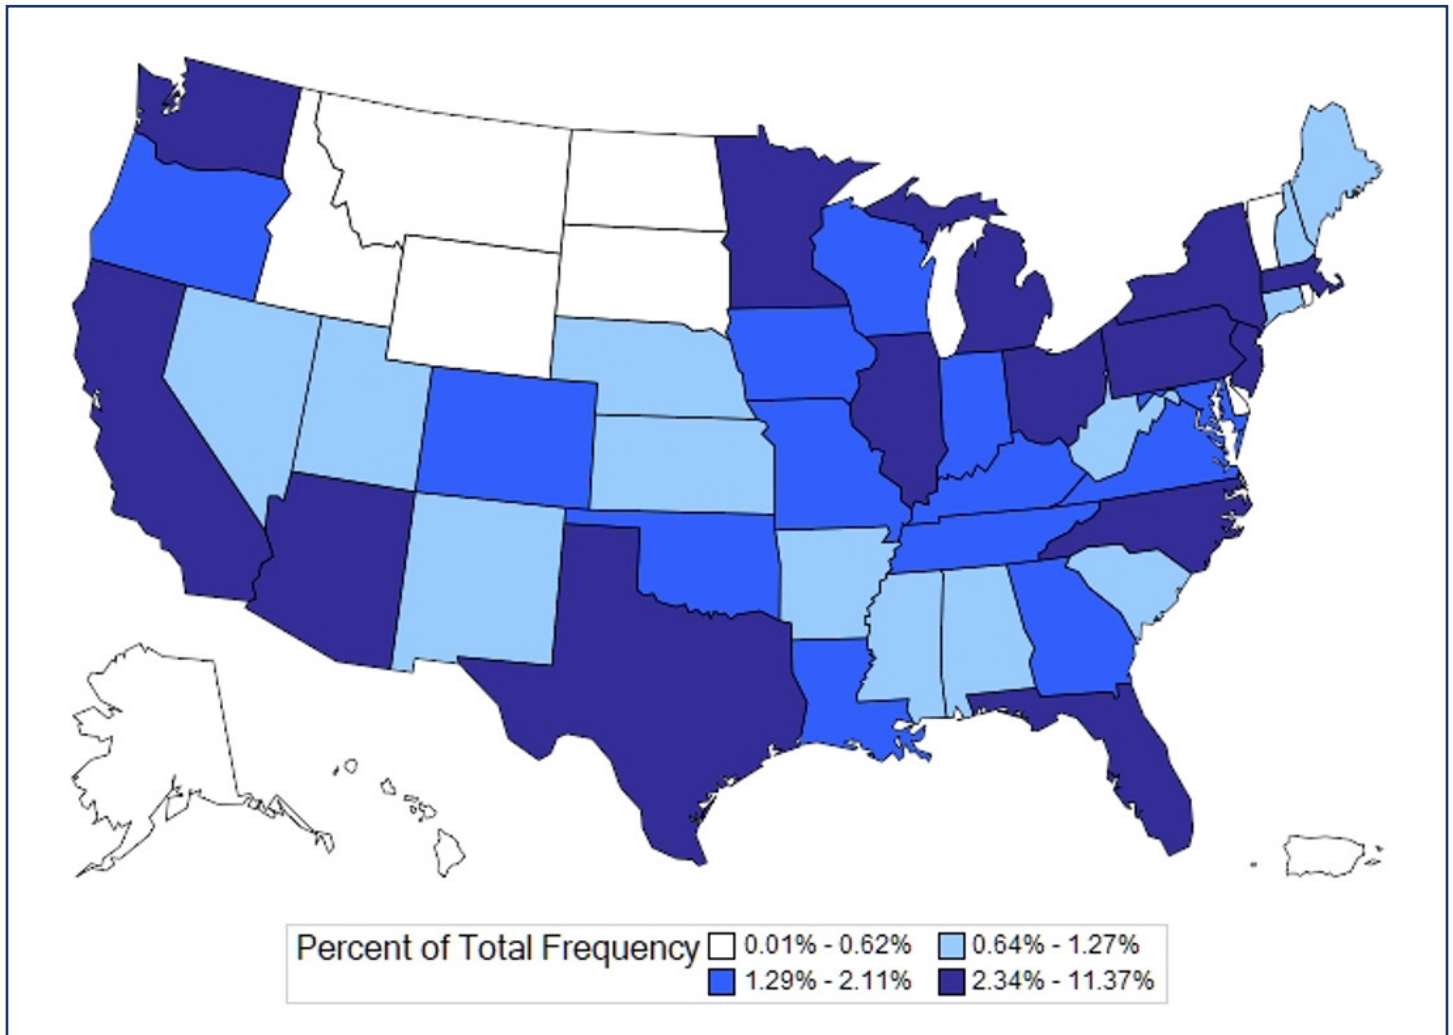 Percent of Total Frequency 0.01% - 0.62% 0.64% - 1.27%
1.29% - 2.11% 2.34% - 11.37%